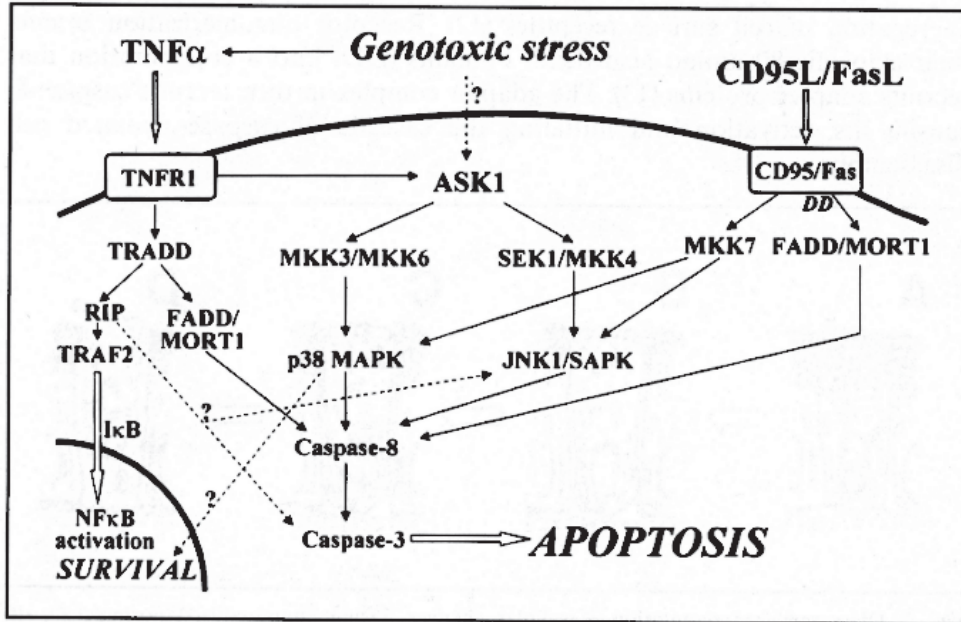 TNFα
Genotoxic stress
CD95L/FasL
?
TNFR1
ASK1
CD95/Fas
DD
TRADD
MKK3/MKK6
SEK1/MKK4
MKK7
FADD/MORT1
RIP
FADD/
MORT1
TRAF2
p38 MAPK
JNK1/SAPK
?
IκB
Caspase-8
?
NFκB
activation
Caspase-3
APOPTOSIS
SURVIVAL